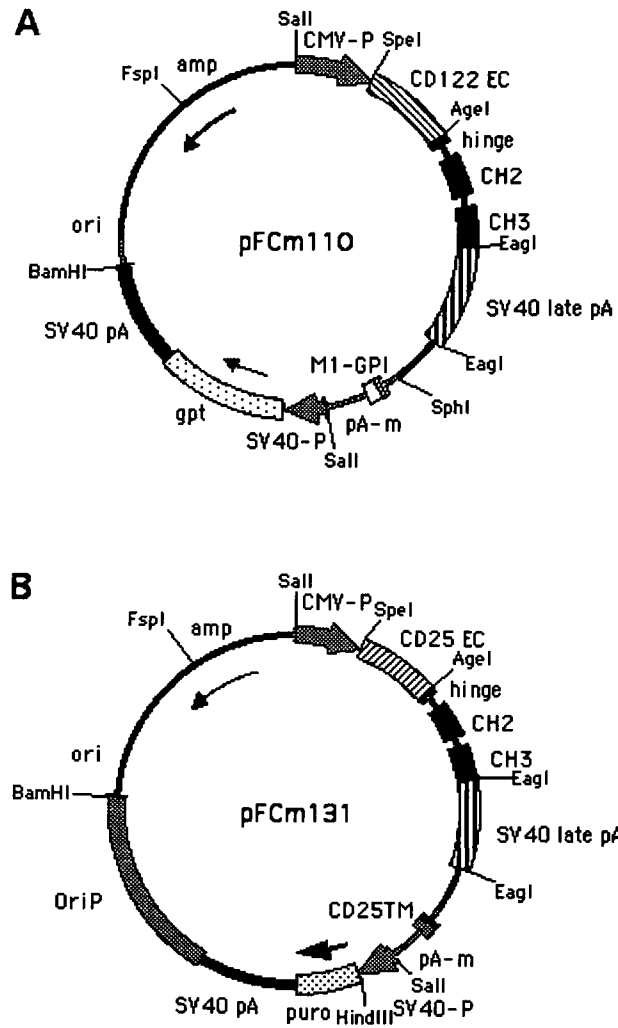 A
SalI
CMV-P
SpeI
CD122 EC
AgeI
hinge
CH2
CH3
EagI
SV40 late pA
EagI
SphI
M1-GPI
pA-m
SalI
SV40-P
gpt
SV40 pA
BamHI
ori
FspI
amp
pFCm110
B
SalI
CMV-P
SpeI
CD25 EC
AgeI
hinge
CH2
CH3
EagI
SV40 late pA
EagI
CD25TM
pA-m
SalI
SV40-P
HindIII
puro
SV40 pA
OriP
BamHI
ori
FspI
amp
pFCm131